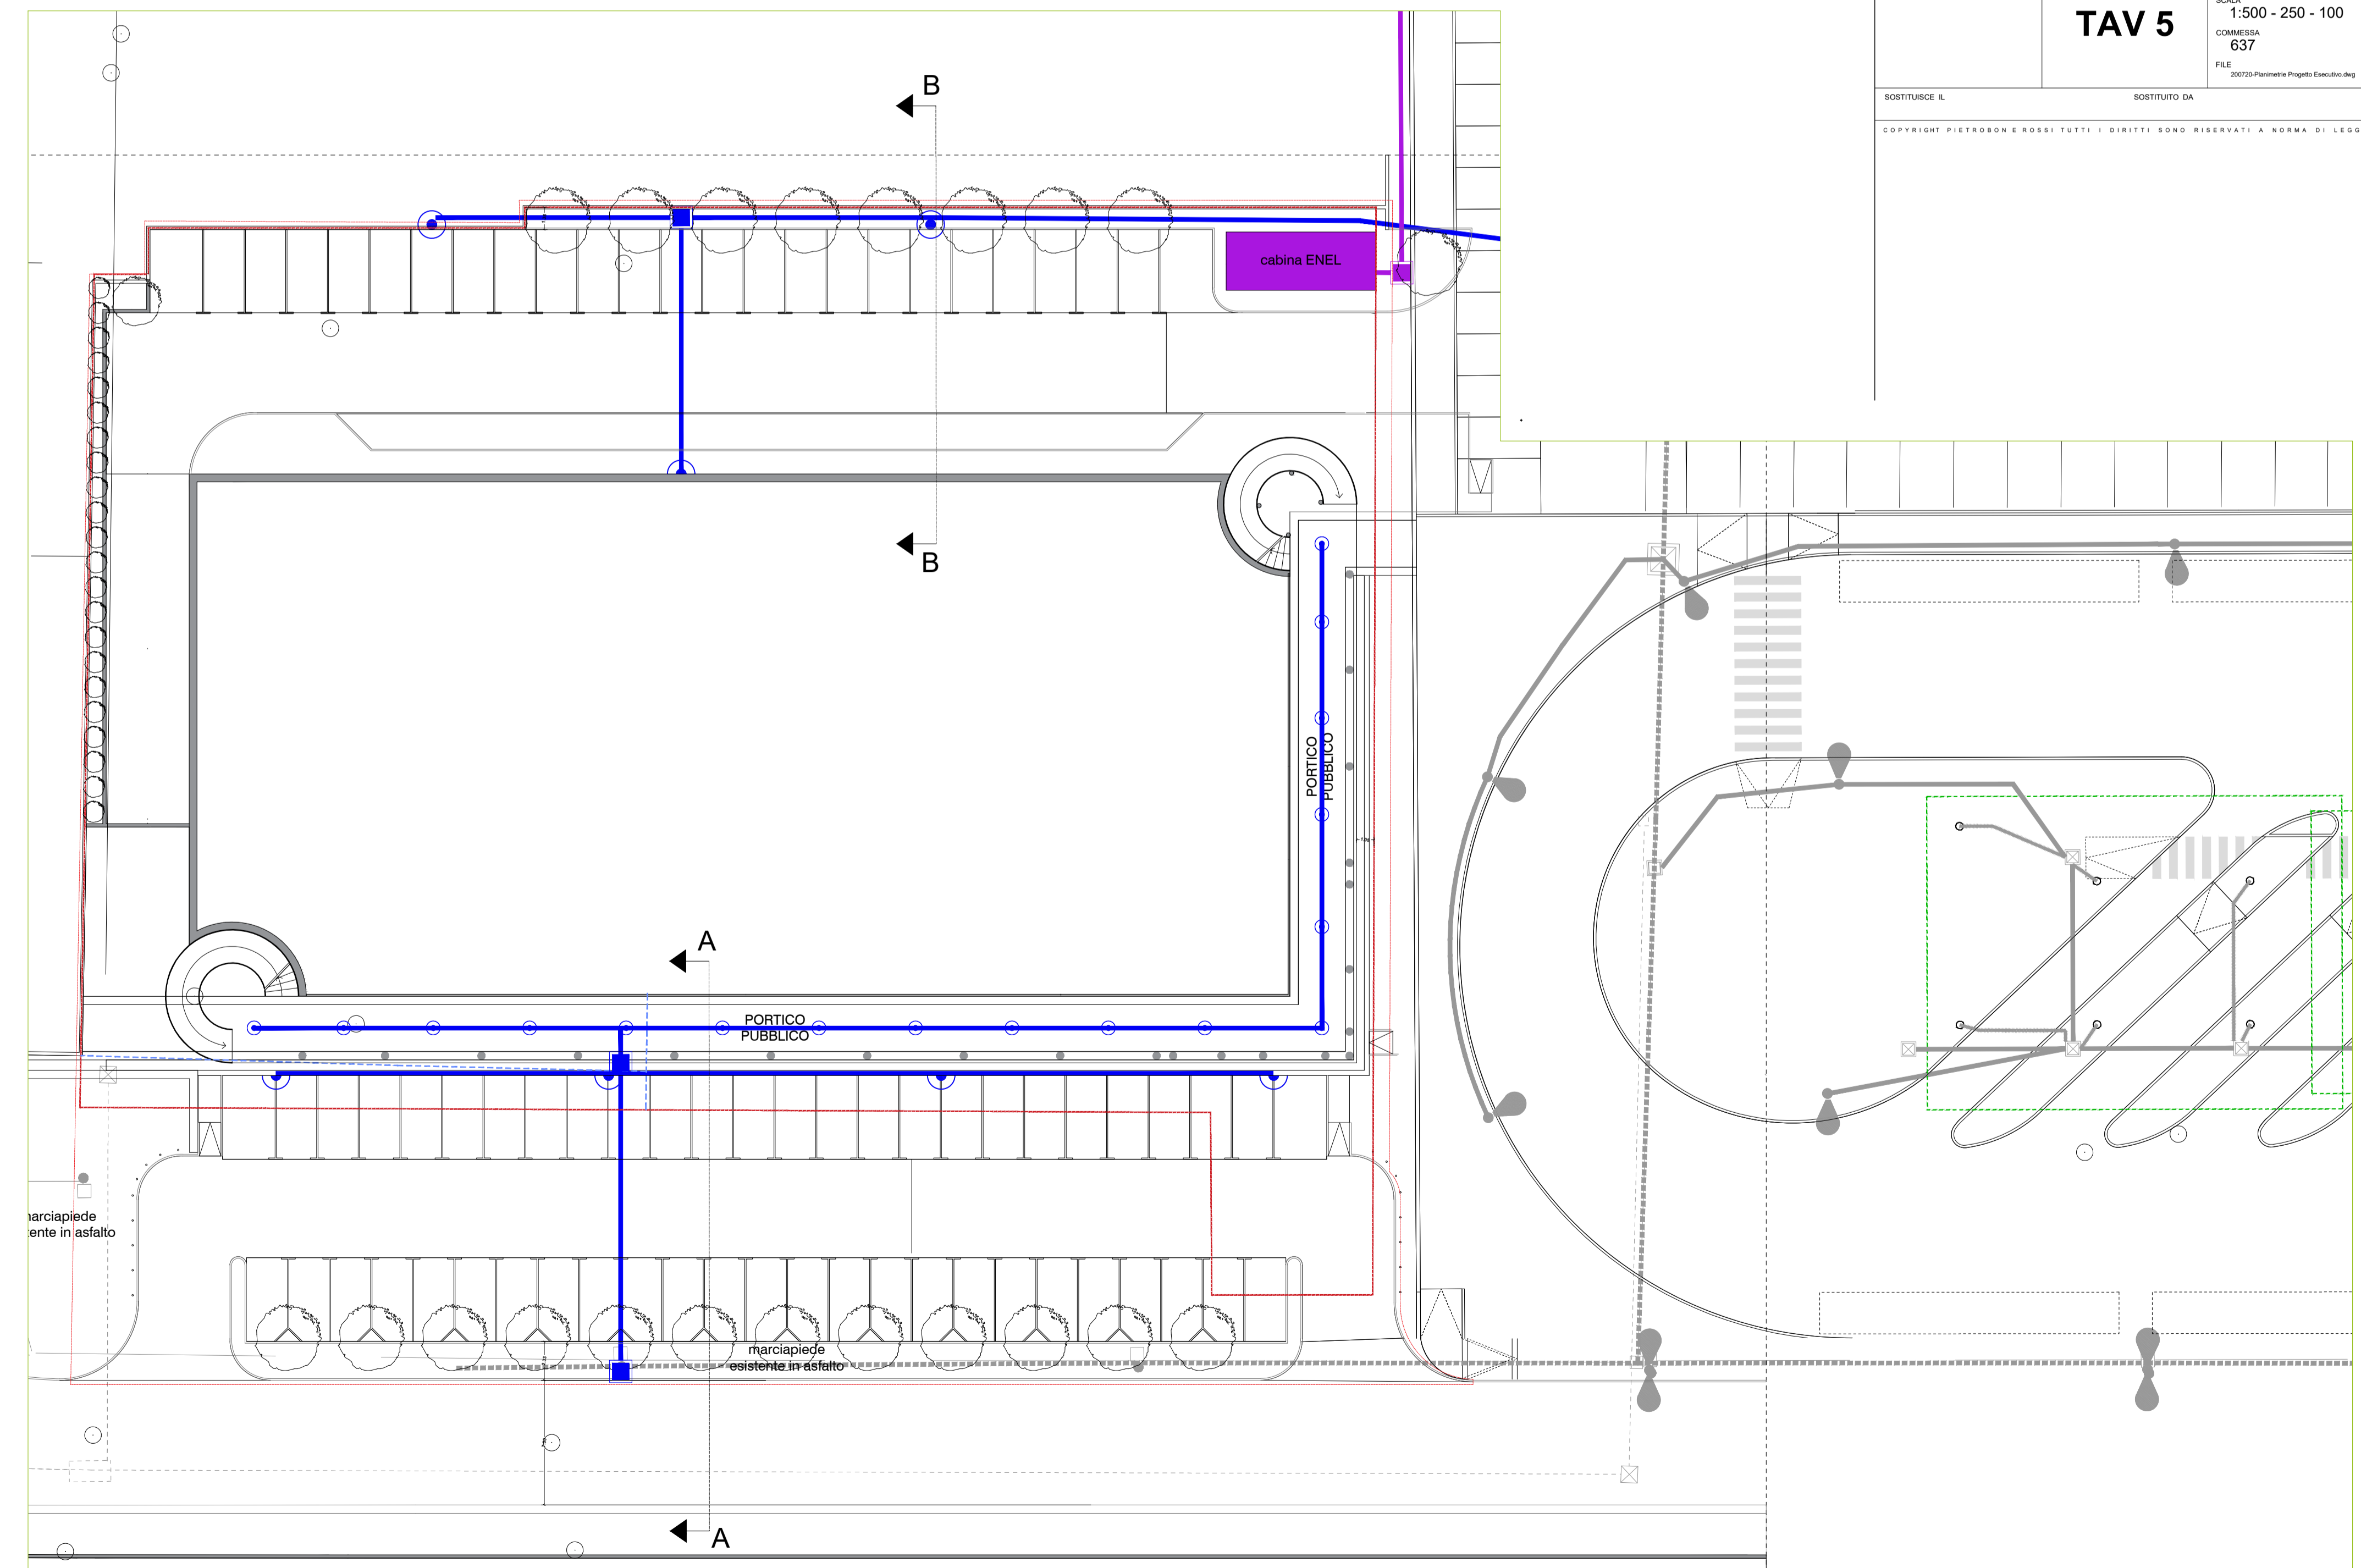 SCALA
1:500 - 250 - 100
TAV 5
COMMESSA
637
FILE
200720-Planimetrie Progetto Esecutivo.dwg
SOSTITUISCE IL
SOSTITUITO DA
COPYRIGHT PIETROBON E ROSSI TUTTI I DIRITTI SONO RISERVATI A NORMA DI LEGG
B
cabina ENEL
B
PORTICO
PUBBLICO
A
PORTICO
PUBBLICO
narciapiede
ente in asfalto
marciapiede
esistente in asfalto
A